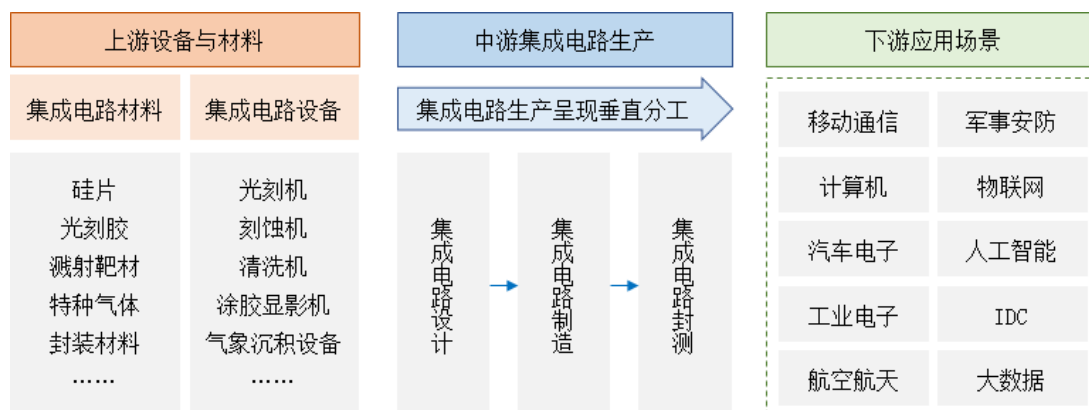 上游设备与材料
集成电路材料
集成电路设备
硅片
光刻胶
溅射靶材
特种气体
封装材料
……
光刻机
刻蚀机
清洗机
涂胶显影机
气象沉积设备
……
中游集成电路生产
集成电路生产呈现垂直分工
集成电路设计
集成电路制造
集成电路封测
下游应用场景
移动通信
军事安防
计算机
物联网
汽车电子
人工智能
工业电子
IDC
航空航天
大数据